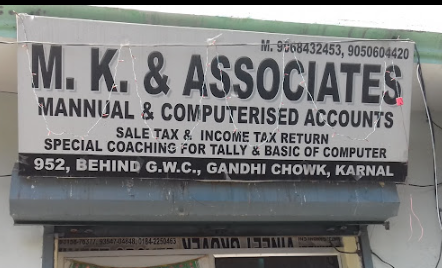 M. 9068432453, 9050604420
M. K. & ASSOCIATES
MANNUAL & COMPUTERISED ACCOUNTS
SALE TAX & INCOME TAX RETURN
SPECIAL COACHING FOR TALLY & BASIC OF COMPUTER
952, BEHIND G.W.C., GANDHI CHOWK, KARNAL